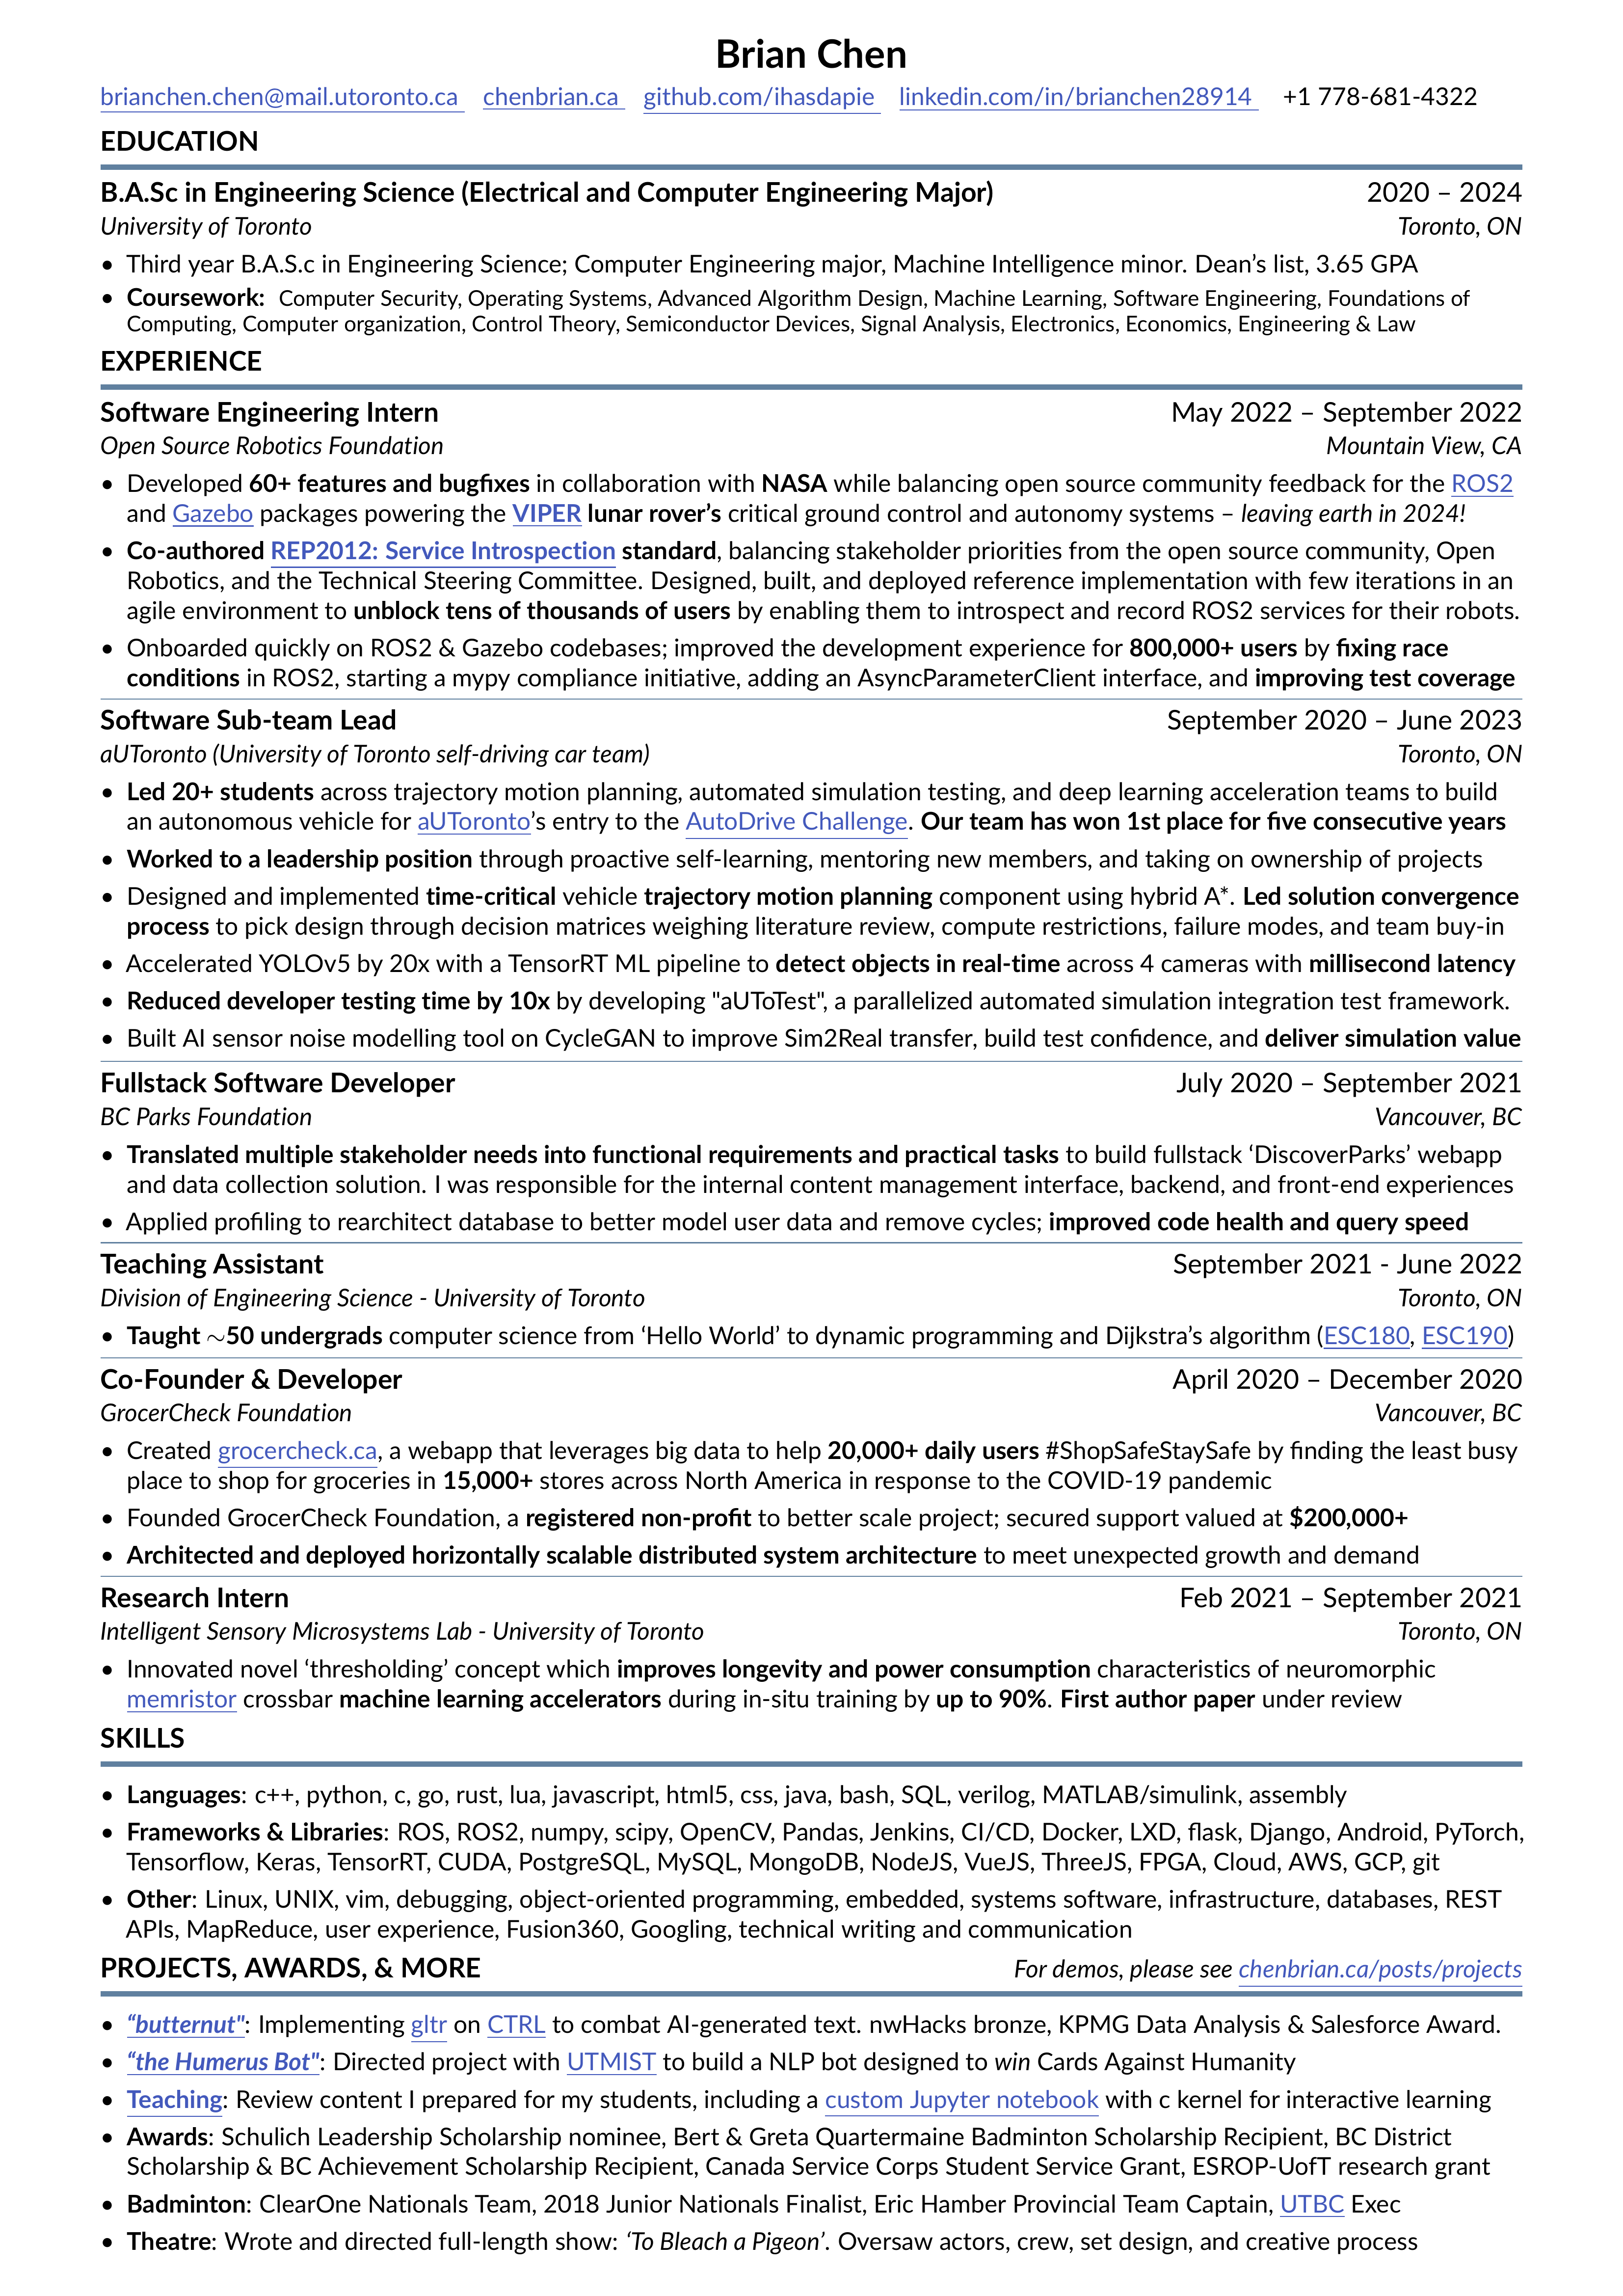 Brian Chen
brianchen.chen@mail.utoronto.ca chenbrian.ca github.com/ihasdapie linkedin.com/in/brianchen28914 +1 778-681-4322
EDUCATION
B.A.Sc in Engineering Science (Electrical and Computer Engineering Major) 2020 – 2024
University of Toronto Toronto, ON
• Third year B.A.S.c in Engineering Science; Computer Engineering major, Machine Intelligence minor. Dean’s list, 3.65 GPA
• Coursework: Computer Security, Operating Systems, Advanced Algorithm Design, Machine Learning, Software Engineering, Foundations of
Computing, Computer organization, Control Theory, Semiconductor Devices, Signal Analysis, Electronics, Economics, Engineering & Law
EXPERIENCE
Software Engineering Intern May 2022 – September 2022
Open Source Robotics Foundation Mountain View, CA
• Developed 60+ features and bugfixes in collaboration with NASA while balancing open source community feedback for the ROS2
and Gazebo packages powering the VIPER lunar rover’s critical ground control and autonomy systems – leaving earth in 2024!
• Co-authored REP2012: Service Introspection standard, balancing stakeholder priorities from the open source community, Open
Robotics, and the Technical Steering Committee. Designed, built, and deployed reference implementation with few iterations in an
agile environment to unblock tens of thousands of users by enabling them to introspect and record ROS2 services for their robots.
• Onboarded quickly on ROS2 & Gazebo codebases; improved the development experience for 800,000+ users by fixing race
conditions in ROS2, starting a mypy compliance initiative, adding an AsyncParameterClient interface, and improving test coverage
Software Sub-team Lead September 2020 – June 2023
aUToronto (University of Toronto self-driving car team) Toronto, ON
• Led 20+ students across trajectory motion planning, automated simulation testing, and deep learning acceleration teams to build
an autonomous vehicle for aUToronto’s entry to the AutoDrive Challenge. Our team has won 1st place for five consecutive years
• Worked to a leadership position through proactive self-learning, mentoring new members, and taking on ownership of projects
• Designed and implemented time-critical vehicle trajectory motion planning component using hybrid A*. Led solution convergence
process to pick design through decision matrices weighing literature review, compute restrictions, failure modes, and team buy-in
• Accelerated YOLOv5 by 20x with a TensorRT ML pipeline to detect objects in real-time across 4 cameras with millisecond latency
• Reduced developer testing time by 10x by developing "aUToTest", a parallelized automated simulation integration test framework.
• Built AI sensor noise modelling tool on CycleGAN to improve Sim2Real transfer, build test confidence, and deliver simulation value
Fullstack Software Developer July 2020 – September 2021
BC Parks Foundation Vancouver, BC
• Translated multiple stakeholder needs into functional requirements and practical tasks to build fullstack ‘DiscoverParks’ webapp
and data collection solution. I was responsible for the internal content management interface, backend, and front-end experiences
• Applied profiling to rearchitect database to better model user data and remove cycles; improved code health and query speed
Teaching Assistant September 2021 - June 2022
Division of Engineering Science - University of Toronto Toronto, ON
• Taught ~50 undergrads computer science from ‘Hello World’ to dynamic programming and Dijkstra’s algorithm (ESC180, ESC190)
Co-Founder & Developer April 2020 – December 2020
GrocerCheck Foundation Vancouver, BC
• Created grocercheck.ca, a webapp that leverages big data to help 20,000+ daily users #ShopSafeStaySafe by finding the least busy
place to shop for groceries in 15,000+ stores across North America in response to the COVID-19 pandemic
• Founded GrocerCheck Foundation, a registered non-profit to better scale project; secured support valued at $200,000+
• Architected and deployed horizontally scalable distributed system architecture to meet unexpected growth and demand
Research Intern Feb 2021 – September 2021
Intelligent Sensory Microsystems Lab - University of Toronto Toronto, ON
• Innovated novel ‘thresholding’ concept which improves longevity and power consumption characteristics of neuromorphic
memristor crossbar machine learning accelerators during in-situ training by up to 90%. First author paper under review
SKILLS
• Languages: c++, python, c, go, rust, lua, javascript, html5, css, java, bash, SQL, verilog, MATLAB/simulink, assembly
• Frameworks & Libraries: ROS, ROS2, numpy, scipy, OpenCV, Pandas, Jenkins, CI/CD, Docker, LXD, flask, Django, Android, PyTorch,
Tensorflow, Keras, TensorRT, CUDA, PostgreSQL, MySQL, MongoDB, NodeJS, VueJS, ThreeJS, FPGA, Cloud, AWS, GCP, git
• Other: Linux, UNIX, vim, debugging, object-oriented programming, embedded, systems software, infrastructure, databases, REST
APIs, MapReduce, user experience, Fusion360, Googling, technical writing and communication
PROJECTS, AWARDS, & MORE For demos, please see chenbrian.ca/posts/projects
• “butternut": Implementing gltr on CTRL to combat AI-generated text. nwHacks bronze, KPMG Data Analysis & Salesforce Award.
• “the Humerus Bot": Directed project with UTMIST to build a NLP bot designed to win Cards Against Humanity
• Teaching: Review content I prepared for my students, including a custom Jupyter notebook with c kernel for interactive learning
• Awards: Schulich Leadership Scholarship nominee, Bert & Greta Quartermaine Badminton Scholarship Recipient, BC District
Scholarship & BC Achievement Scholarship Recipient, Canada Service Corps Student Service Grant, ESROP-UofT research grant
• Badminton: ClearOne Nationals Team, 2018 Junior Nationals Finalist, Eric Hamber Provincial Team Captain, UTBC Exec
• Theatre: Wrote and directed full-length show: ‘To Bleach a Pigeon’. Oversaw actors, crew, set design, and creative process